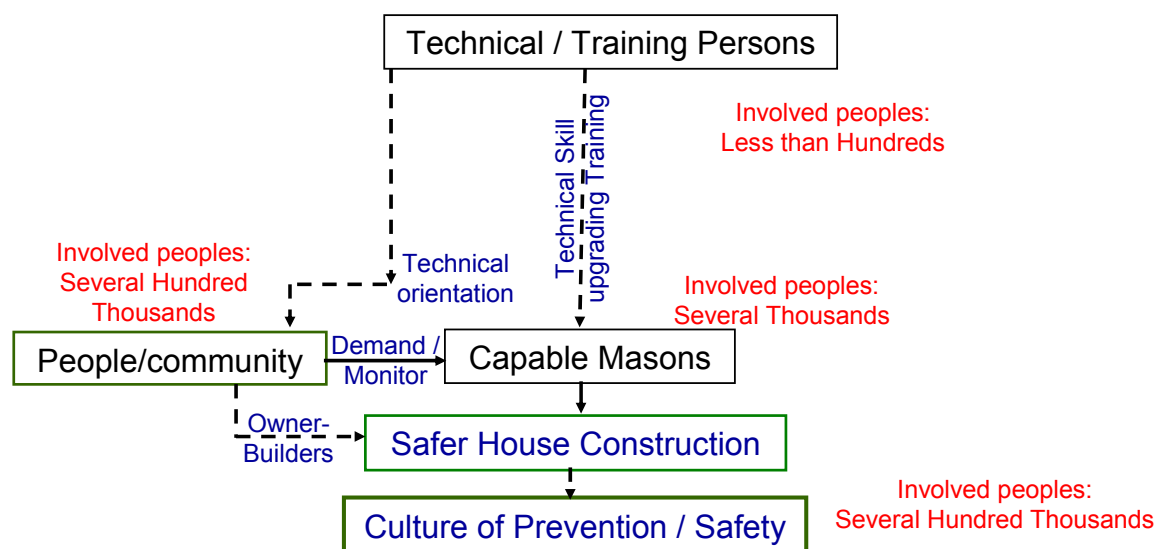 Technical / Training Persons
Involved peoples:
Less than Hundreds
Technical Skill
upgrading Training
Involved peoples:
Several Hundred
Thousands
Technical
orientation
Involved peoples:
Several Thousands
People/community
Demand /
Monitor
Capable Masons
Owner-
Builders
Safer House Construction
Involved peoples:
Several Hundred Thousands
Culture of Prevention / Safety